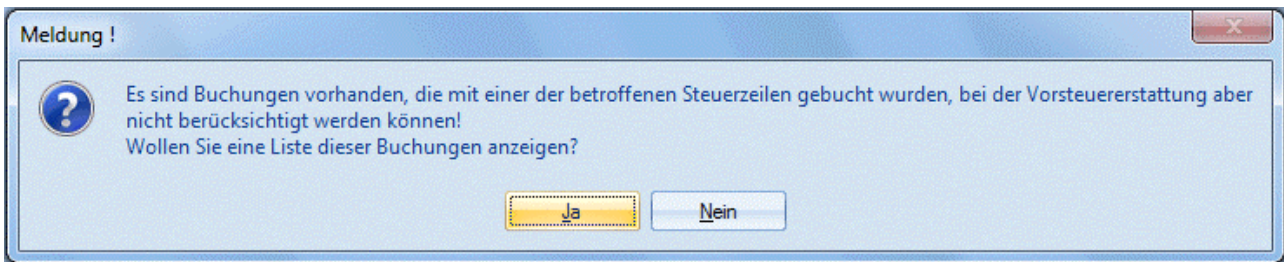 Meldung !
Es sind Buchungen vorhanden, die mit einer der betroffenen Steuerzeilen gebucht wurden, bei der Vorsteuererstattung aber
nicht berücksichtigt werden können!
Wollen Sie eine Liste dieser Buchungen anzeigen?
Ja Nein